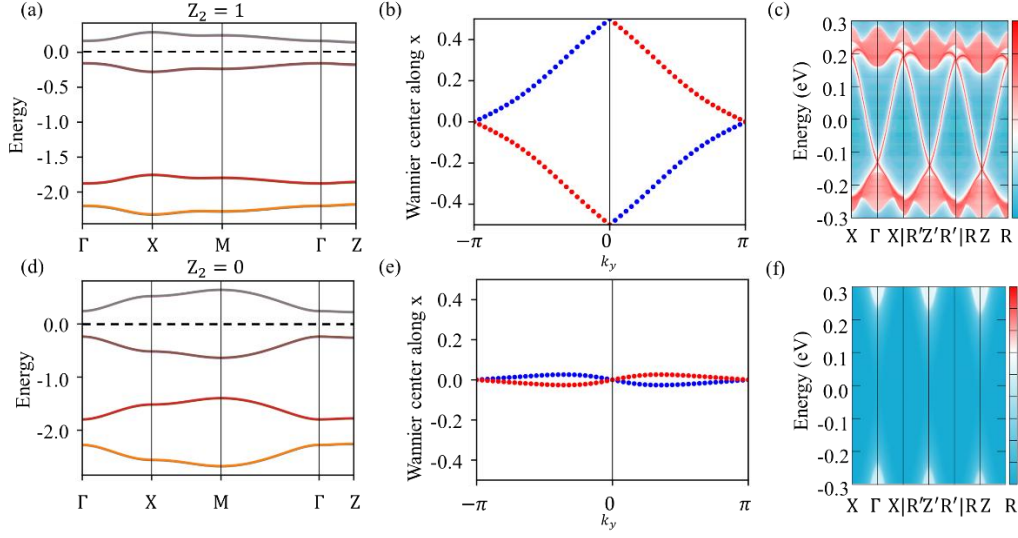 (a)
Z₂ = 1
Energy
0.0
-0.5
-1.0
-1.5
-2.0
Γ X M Γ Z
(b)
Wannier center along x
0.4
0.2
0.0
-0.2
-0.4
−π 0 π
k_y
(c)
Energy (eV)
0.3
0.2
0.1
0.0
-0.1
-0.2
-0.3
X Γ X|R′Z′R′|R Z R
(d)
Z₂ = 0
Energy
0.0
-1.0
-2.0
Γ X M Γ Z
(e)
Wannier center along x
0.4
0.2
0.0
-0.2
-0.4
−π 0 π
k_y
(f)
Energy (eV)
0.3
0.2
0.1
0.0
-0.1
-0.2
-0.3
X Γ X|R′Z′R′|R Z R